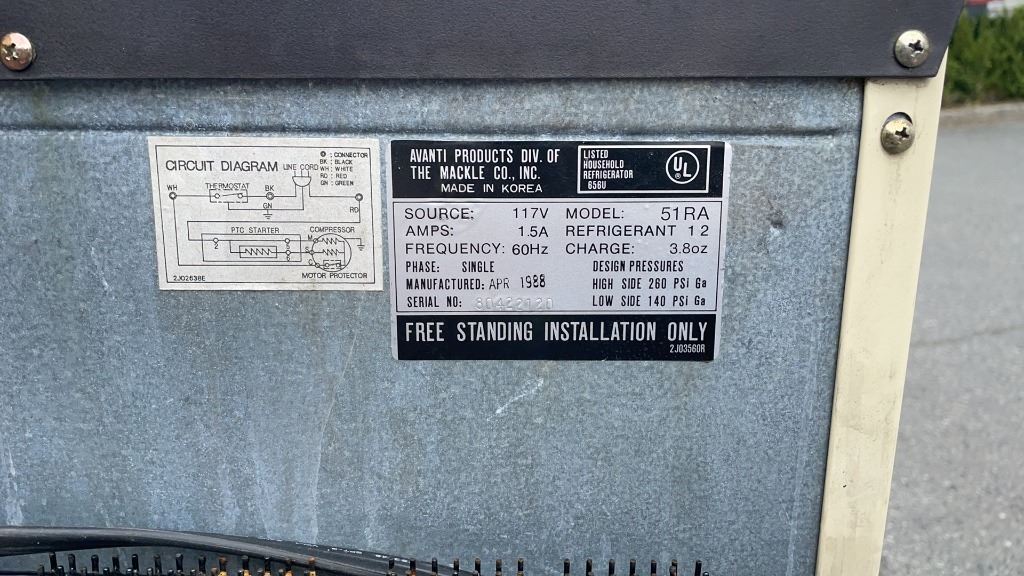 CIRCUIT DIAGRAM
LINE CORD
⊙ : CONNECTOR
BK : BLACK
WH : WHITE
RD : RED
GN : GREEN
WH
THERMOSTAT
BK
GN
RD
PTC STARTER
COMPRESSOR
M
S
C
MOTOR PROTECTOR
2J02638E
AVANTI PRODUCTS DIV. OF
THE MACKLE CO., INC.
MADE IN KOREA
LISTED
HOUSEHOLD
REFRIGERATOR
656U
UL
SOURCE: 117V
AMPS: 1.5A
FREQUENCY: 60Hz
PHASE: SINGLE
MANUFACTURED: APR 1988
SERIAL NO: 80422120
MODEL: 51RA
REFRIGERANT 12
CHARGE: 3.8oz
DESIGN PRESSURES
HIGH SIDE 260 PSi Ga
LOW SIDE 140 PSi Ga
FREE STANDING INSTALLATION ONLY
2J03560R